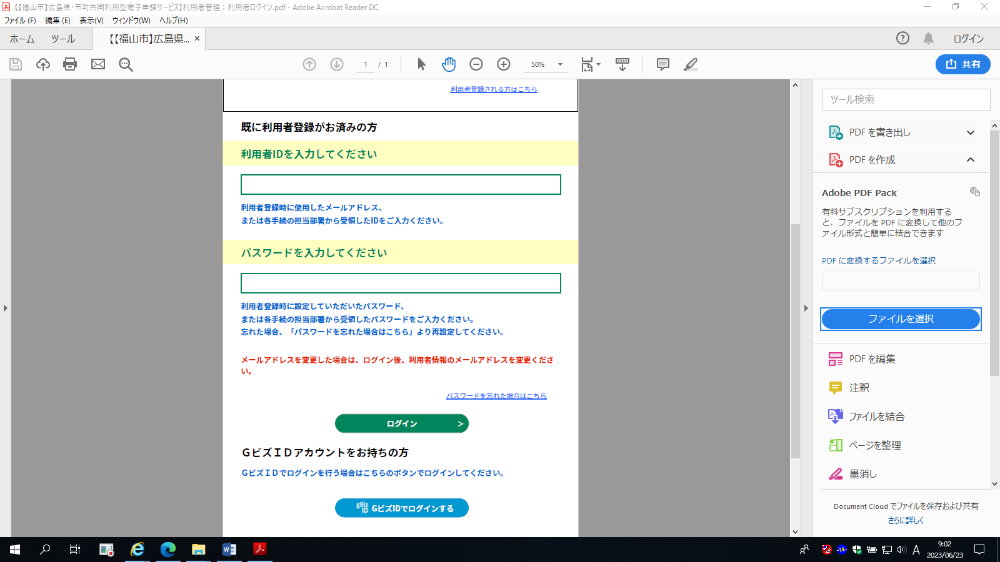 【【福山市】広島県・市町共同利用型電子申請サービス】利用者管理：利用者ログイン.pdf - Adobe Acrobat Reader DC
ファイル(F) 編集(E) 表示(V) ウィンドウ(W) ヘルプ(H)
ホーム ツール 【【福山市】広島県... × ログイン
1 / 1 50% 共有
利用者登録される方はこちら
既に利用者登録がお済みの方
利用者IDを入力してください
利用者登録時に使用したメールアドレス、
または各手続の担当部署から受領したIDをご入力ください。
パスワードを入力してください
利用者登録時に設定していただいたパスワード、
または各手続の担当部署から受領したパスワードをご入力ください。
忘れた場合、「パスワードを忘れた場合はこちら」より再設定してください。
メールアドレスを変更した場合は、ログイン後、利用者情報のメールアドレスを変更くださ
い。
パスワードを忘れた場合はこちら
ログイン >
ＧビズＩＤアカウントをお持ちの方
ＧビズＩＤでログインを行う場合はこちらのボタンでログインしてください。
gBiz ID GビズIDでログインする
ツール検索
PDF を書き出し
PDF を作成
Adobe PDF Pack
有料サブスクリプションを利用する
と、ファイルを PDF に変換して他のフ
ァイル形式と簡単に結合できます
PDF に変換するファイルを選択
ファイルを選択
PDF を編集
注釈
ファイルを結合
ページを整理
墨消し
Document Cloud でファイルを保存および共有
さらに詳しく
A
9:02
2023/06/23